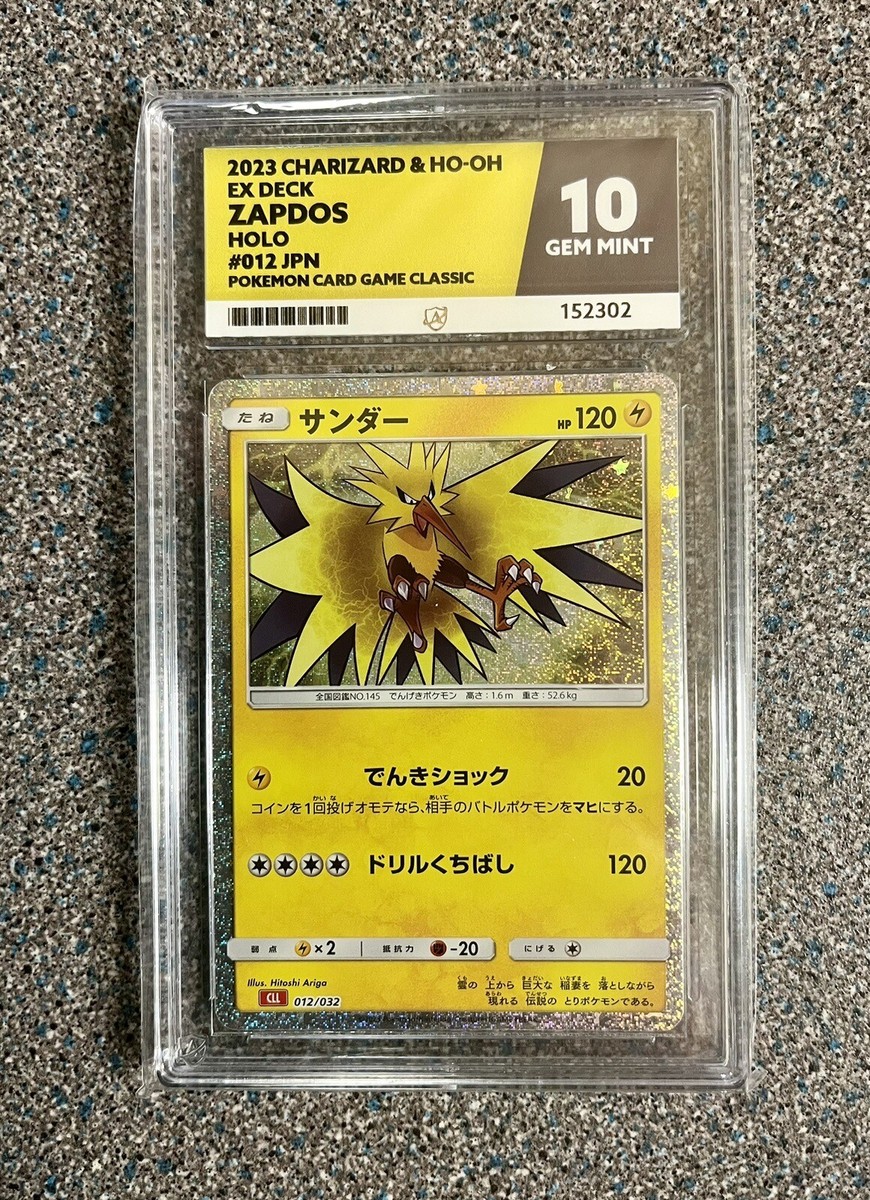 2023 CHARIZARD & HO-OH
EX DECK
ZAPDOS
HOLO
#012 JPN
POKEMON CARD GAME CLASSIC
10
GEM MINT
152302
たね サンダー HP 120
全国図鑑NO.145 でんげきポケモン 高さ:1.6m 重さ:52.6kg
でんきショック 20
コインを1回投げオモテなら、相手のバトルポケモンをマヒにする。
ドリルくちばし 120
弱点 ×2 抵抗力 -20 にげる
Illus. Hitoshi Ariga
CLL 012/032
雲の 上から 巨大な 稲妻を 落としながら
現れる 伝説の とりポケモンである。